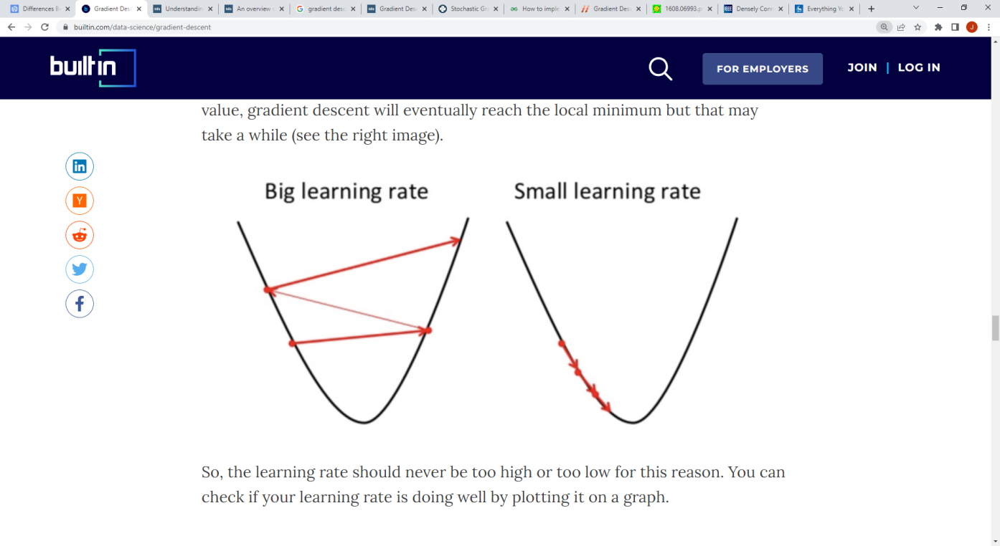 Differences B
Gradient Des
Understandin
An overview
gradient desc
Gradient Des
Stochastic Gr
How to imple
Gradient Des
1608.06993.p
Densely Conn
Everything Yo
builtin.com/data-science/gradient-descent
J
builtin
FOR EMPLOYERS
JOIN | LOG IN
value, gradient descent will eventually reach the local minimum but that may
take a while (see the right image).
in
Y
f
Big learning rate
Small learning rate
So, the learning rate should never be too high or too low for this reason. You can
check if your learning rate is doing well by plotting it on a graph.